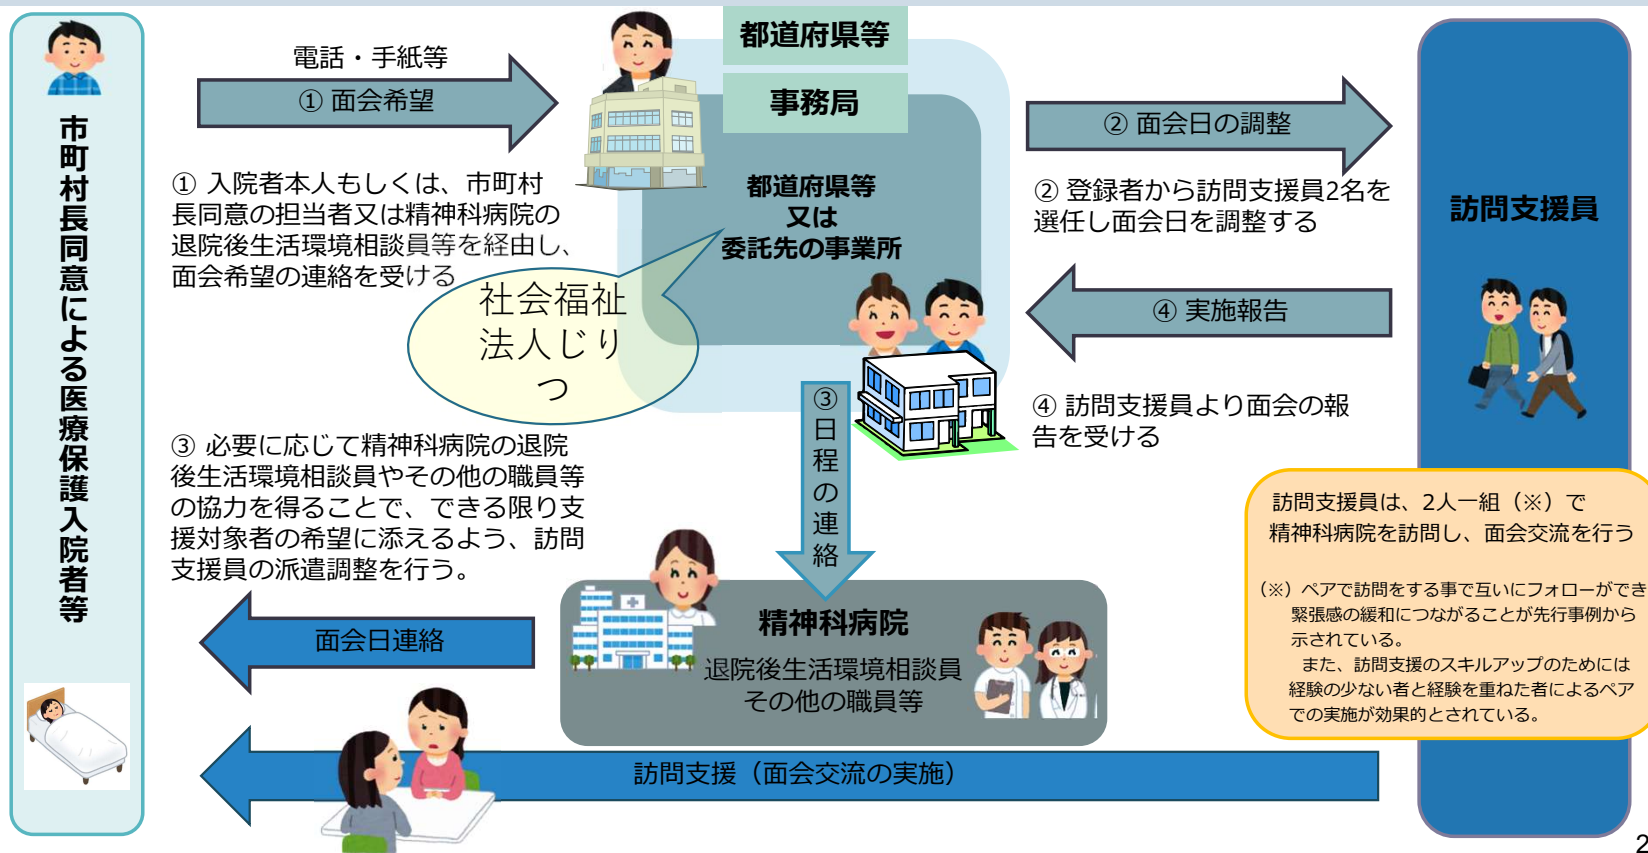 市町村長同意による医療保護入院者等
電話・手紙等
① 面会希望
① 入院者本人もしくは、市町村
長同意の担当者又は精神科病院の
退院後生活環境相談員等を経由し、
面会希望の連絡を受ける
都道府県等
事務局
都道府県等
又は
委託先の事業所
社会福祉
法人じり
つ
② 面会日の調整
② 登録者から訪問支援員2名を
選任し面会日を調整する
④ 実施報告
④ 訪問支援員より面会の報
告を受ける
訪問支援員
③日程の連絡
③ 必要に応じて精神科病院の退院
後生活環境相談員やその他の職員等
の協力を得ることで、できる限り支
援対象者の希望に添えるよう、訪問
支援員の派遣調整を行う。
面会日連絡
精神科病院
退院後生活環境相談員
その他の職員等
訪問支援員は、2人一組（※）で
精神科病院を訪問し、面会交流を行う
（※）ペアで訪問をする事で互いにフォローができ
緊張感の緩和につながることが先行事例から
示されている。
また、訪問支援のスキルアップのためには
経験の少ない者と経験を重ねた者によるペア
での実施が効果的とされている。
訪問支援（面会交流の実施）
2